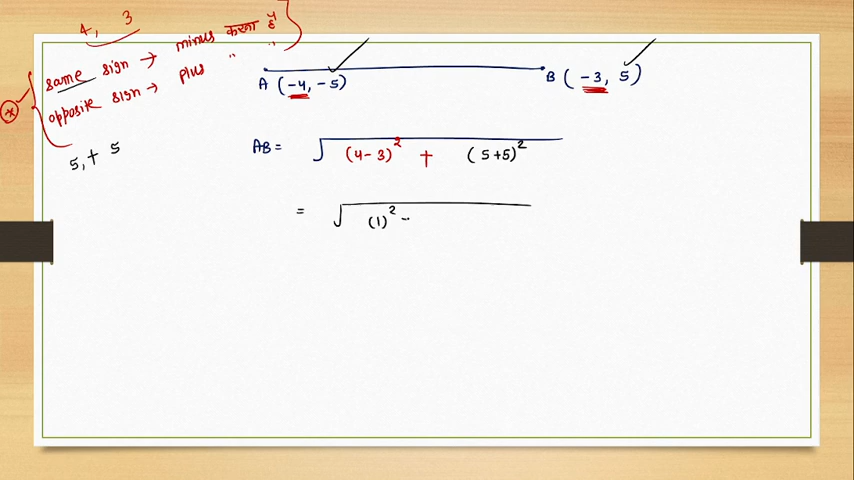 4, 3
same sign → minus करना है
opposite sign → plus " "
5, + 5
A (-4, -5)
B (-3, 5)
AB = √(4-3)² + (5+5)²
= √(1)² -